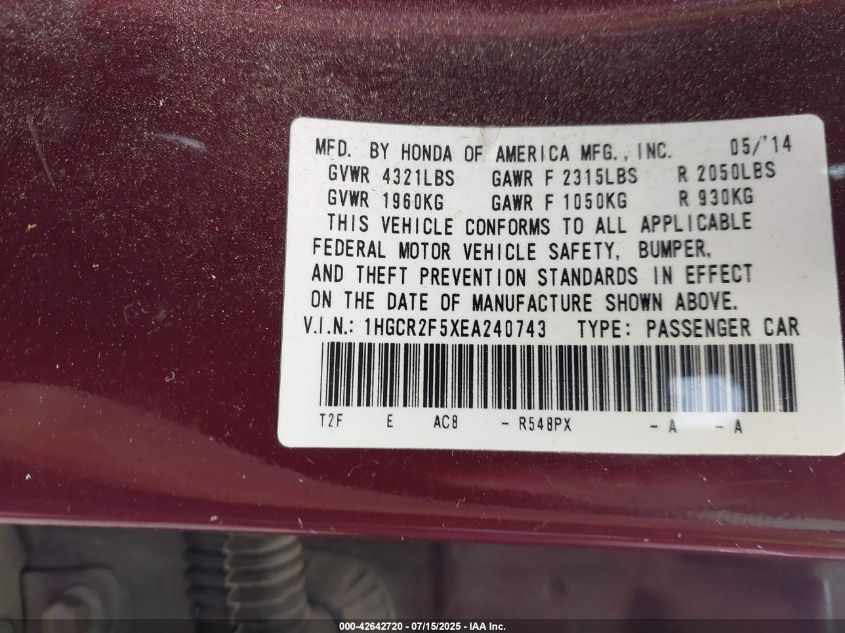 MFD. BY HONDA OF AMERICA MFG., INC. 05/'14
GVWR 4321LBS GAWR F 2315LBS R 2050LBS
GVWR 1960KG GAWR F 1050KG R 930KG
THIS VEHICLE CONFORMS TO ALL APPLICABLE
FEDERAL MOTOR VEHICLE SAFETY, BUMPER,
AND THEFT PREVENTION STANDARDS IN EFFECT
ON THE DATE OF MANUFACTURE SHOWN ABOVE.
V.I.N.: 1HGCR2F5XEA240743 TYPE: PASSENGER CAR
T2F E AC8 - R548PX - A - A
000-42642720 - 07/15/2025 - IAA Inc.